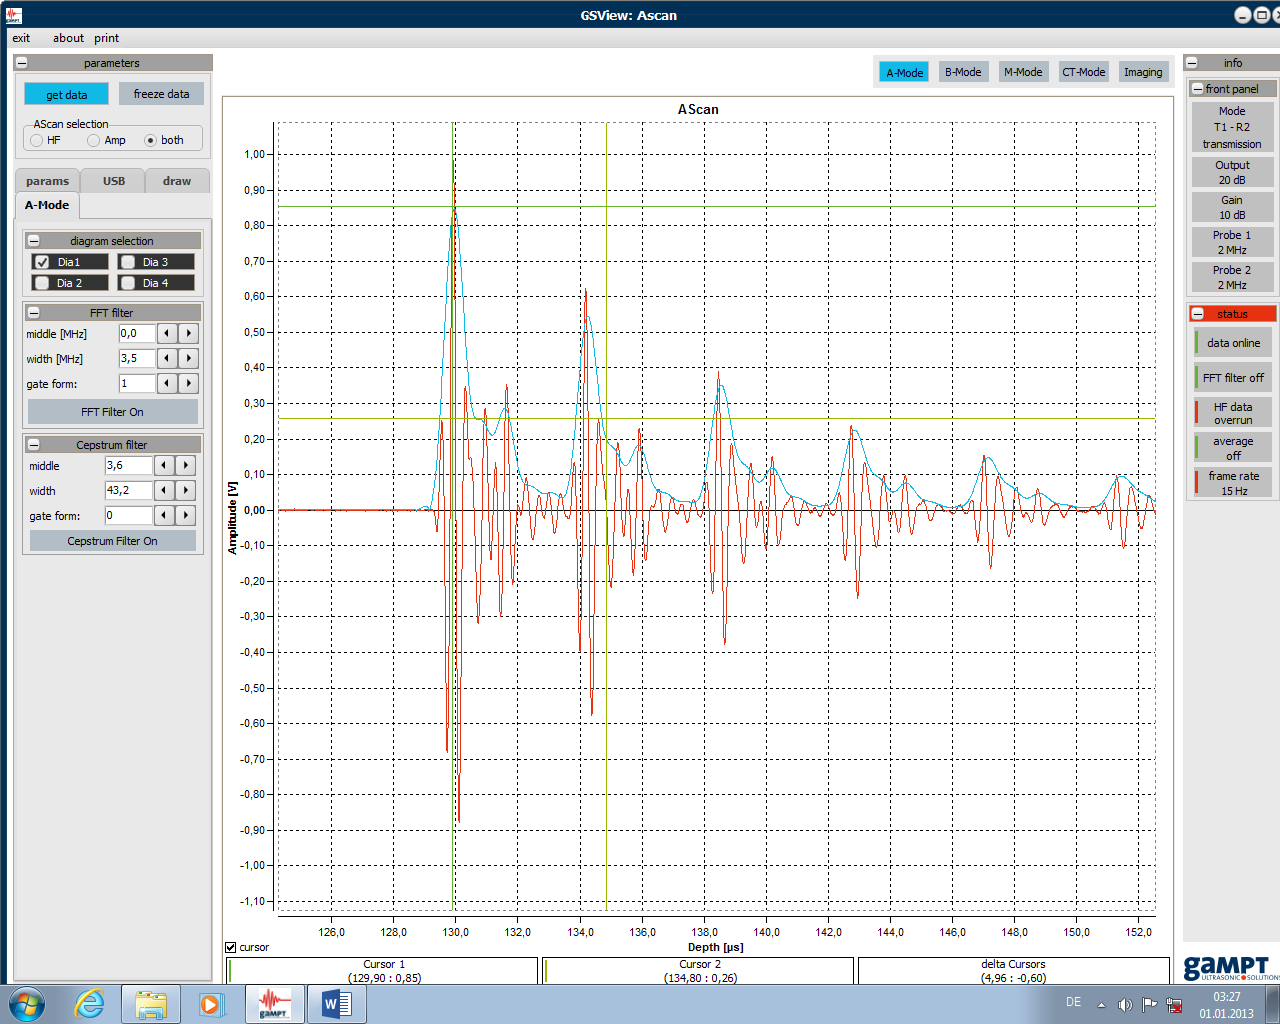 GSView: Ascan
exit about print
parameters
get data freeze data
AScan selection
HF Amp both
params USB draw
A-Mode
diagram selection
Dia1 Dia 3
Dia 2 Dia 4
FFT filter
middle [MHz] 0,0
width [MHz] 3,5
gate form: 1
FFT Filter On
Cepstrum filter
middle 3,6
width 43,2
gate form: 0
Cepstrum Filter On
A-Mode B-Mode M-Mode CT-Mode Imaging
AScan
1,00
0,90
0,80
0,70
0,60
0,50
0,40
0,30
0,20
0,10
0,00
-0,10
-0,20
-0,30
-0,40
-0,50
-0,60
-0,70
-0,80
-0,90
-1,00
-1,10
Amplitude [V]
126,0 128,0 130,0 132,0 134,0 136,0 138,0 140,0 142,0 144,0 146,0 148,0 150,0 152,0
Depth [µs]
cursor
Cursor 1
(129,90 : 0,85)
Cursor 2
(134,80 : 0,26)
delta Cursors
(4,96 : -0,60)
info
front panel
Mode
T1 - R2
transmission
Output
20 dB
Gain
10 dB
Probe 1
2 MHz
Probe 2
2 MHz
status
data online
FFT filter off
HF data
overrun
average
off
frame rate
15 Hz
gAMPT
ULTRASONIC SOLUTIONS
gAMPT
gAMPT
DE
03:27
01.01.2013